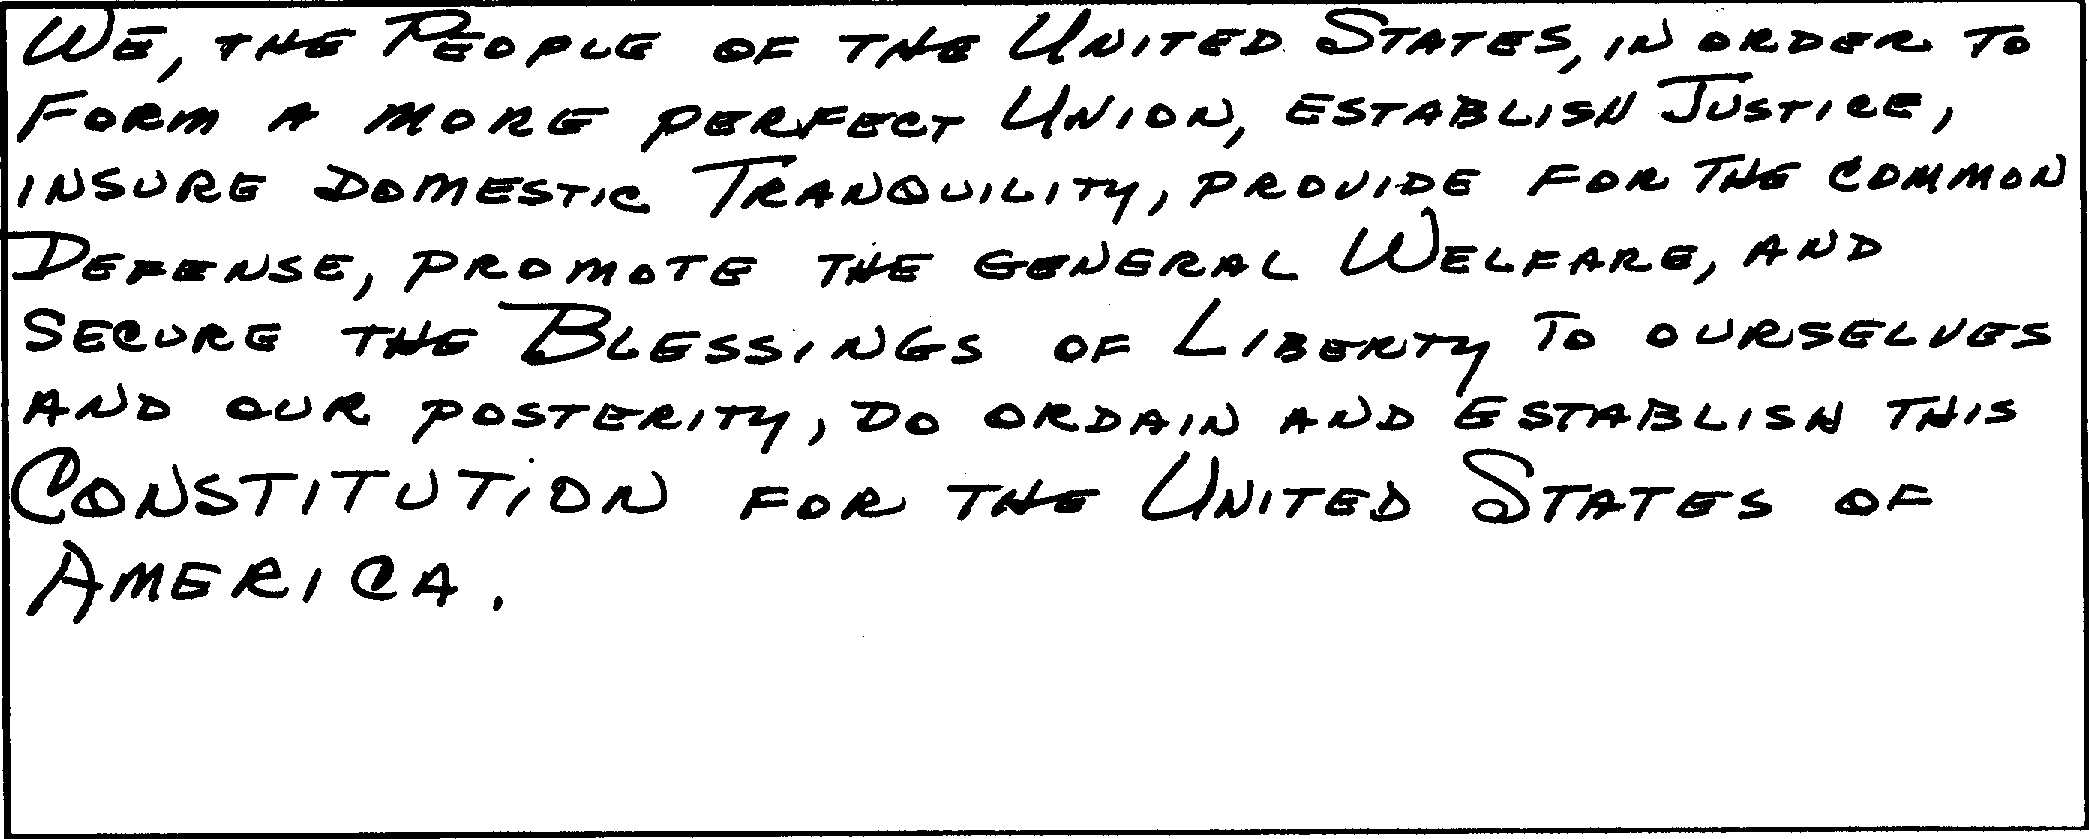 WE, THE PEOPLE OF THE UNITED STATES, IN ORDER TO
FORM A MORE PERFECT UNION, ESTABLISH JUSTICE,
INSURE DOMESTIC TRANQUILITY, PROVIDE FOR THE COMMON
DEFENSE, PROMOTE THE GENERAL WELFARE, AND
SECURE THE BLESSINGS OF LIBERTY TO OURSELVES
AND OUR POSTERITY, DO ORDAIN AND ESTABLISH THIS
CONSTITUTION FOR THE UNITED STATES OF
AMERICA.